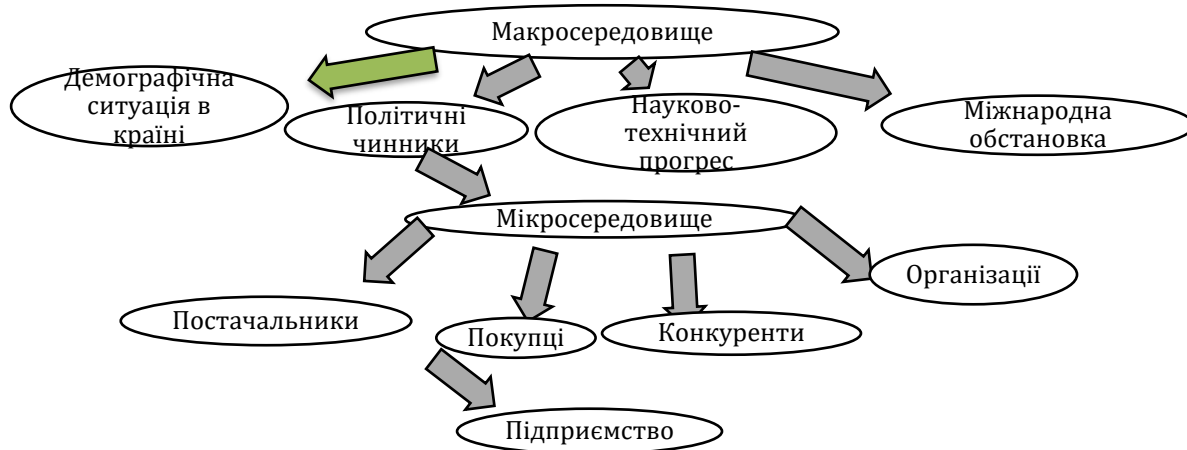 Макросередовище
Демографічна
ситуація в
країні
Політичні
чинники
Науково-
технічний
прогрес
Міжнародна
обстановка
Мікросередовище
Організації
Постачальники
Покупці
Конкуренти
Підприємство